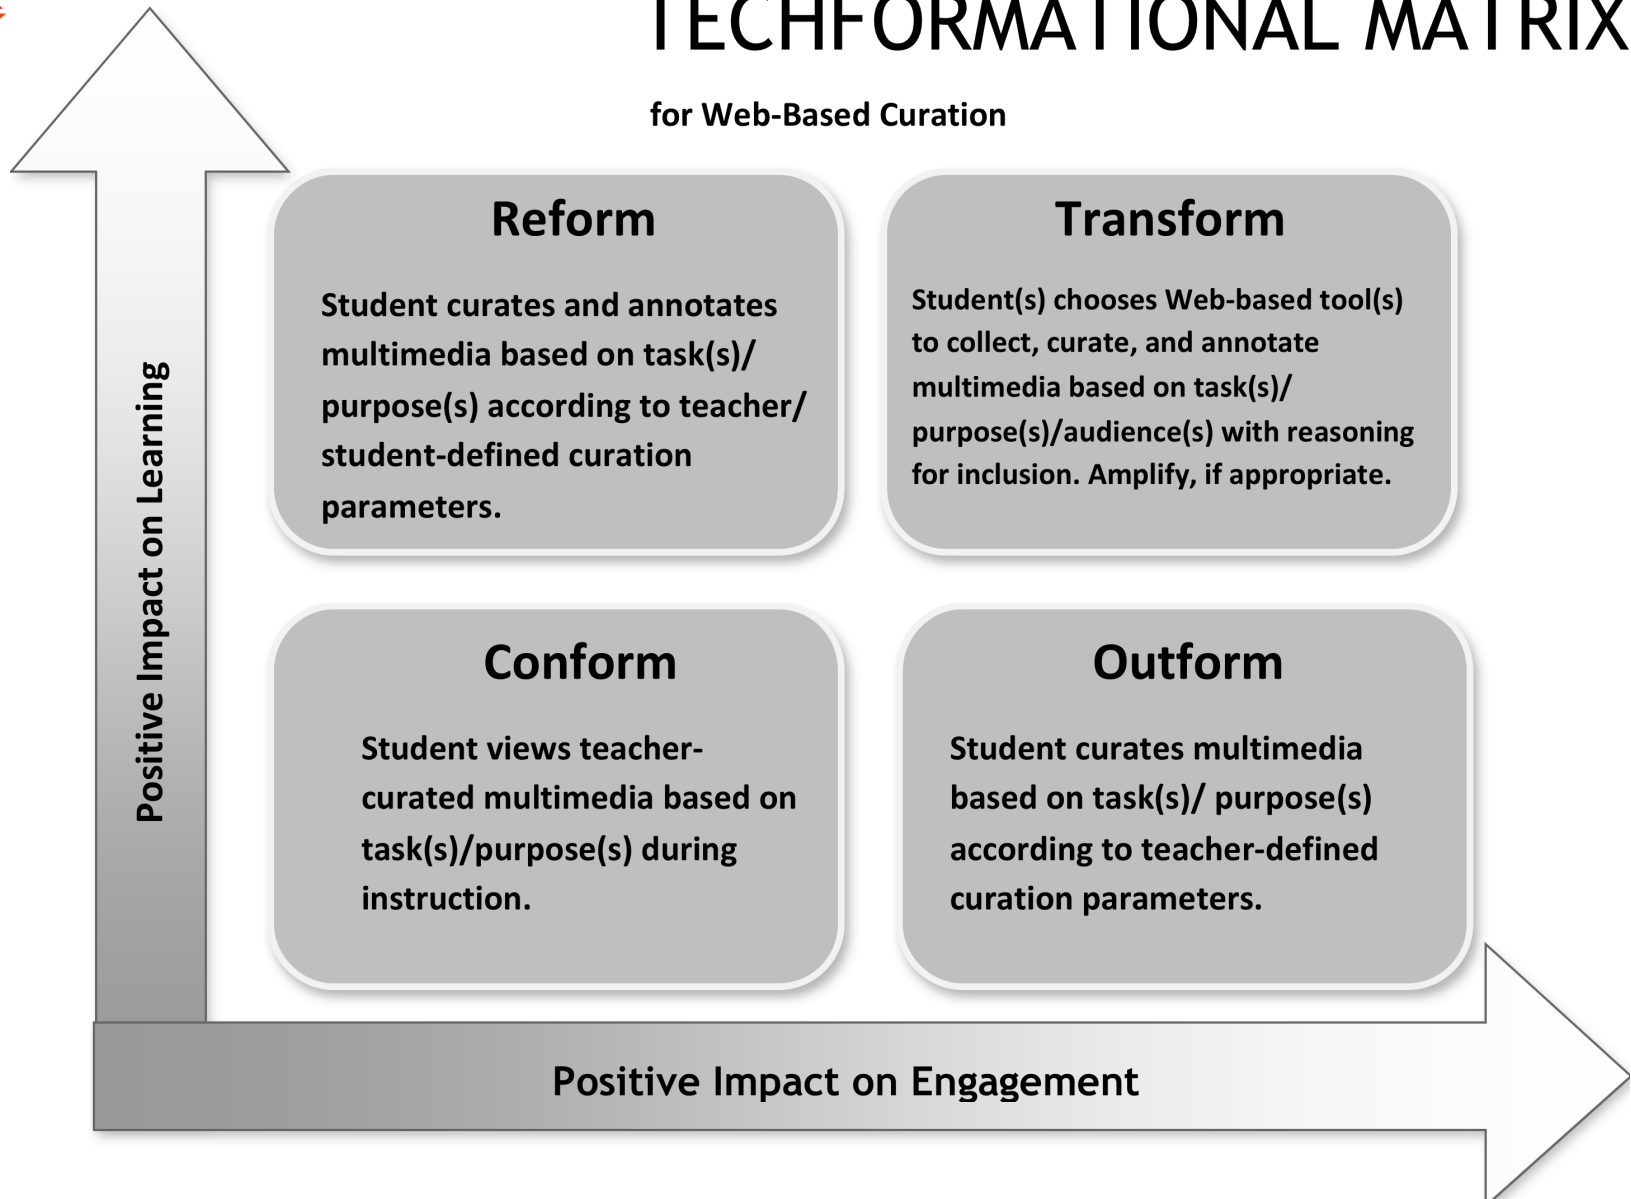 TECHFORMATIONAL MATRIX
for Web-Based Curation
Reform
Student curates and annotates
multimedia based on task(s)/
purpose(s) according to teacher/
student-defined curation
parameters.
Transform
Student(s) chooses Web-based tool(s)
to collect, curate, and annotate
multimedia based on task(s)/
purpose(s)/audience(s) with reasoning
for inclusion. Amplify, if appropriate.
Positive Impact on Learning
Conform
Student views teacher-
curated multimedia based on
task(s)/purpose(s) during
instruction.
Outform
Student curates multimedia
based on task(s)/ purpose(s)
according to teacher-defined
curation parameters.
Positive Impact on Engagement